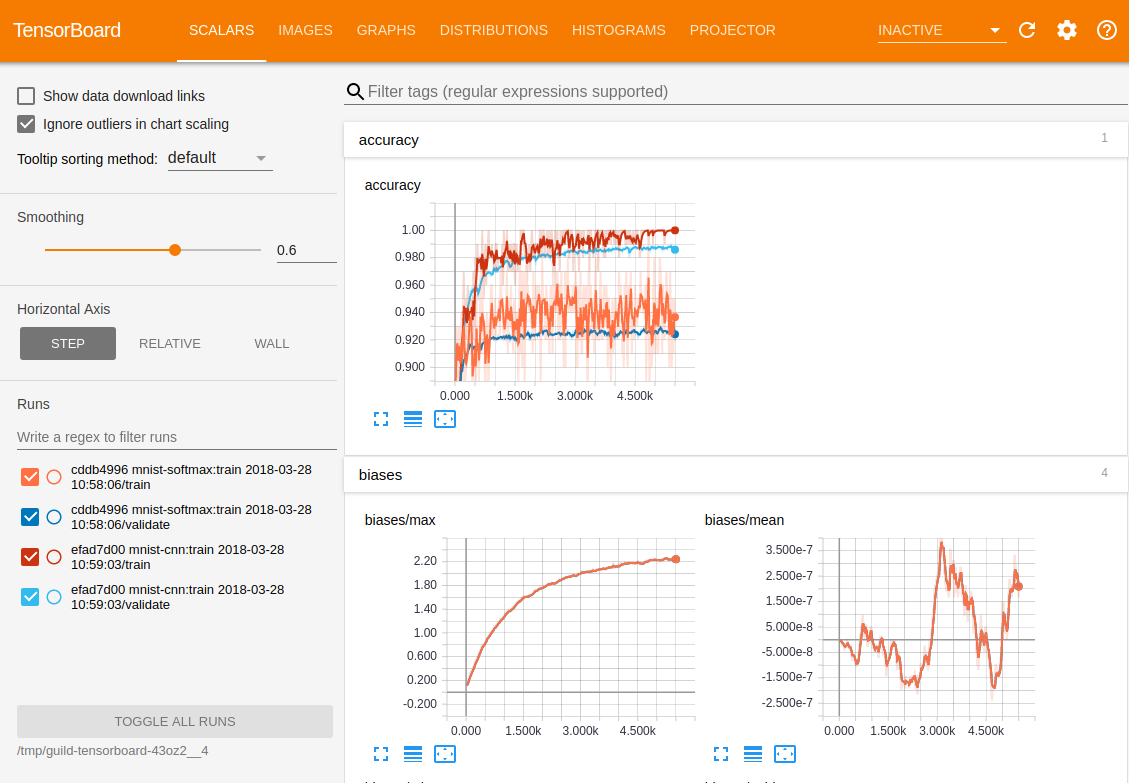 TensorBoard SCALARS IMAGES GRAPHS DISTRIBUTIONS HISTOGRAMS PROJECTOR INACTIVE
Show data download links
Ignore outliers in chart scaling
Tooltip sorting method: default
Smoothing
0.6
Horizontal Axis
STEP RELATIVE WALL
Runs
Write a regex to filter runs
cddb4996 mnist-softmax:train 2018-03-28
10:58:06/train
cddb4996 mnist-softmax:train 2018-03-28
10:58:06/validate
efad7d00 mnist-cnn:train 2018-03-28
10:59:03/train
efad7d00 mnist-cnn:train 2018-03-28
10:59:03/validate
TOGGLE ALL RUNS
/tmp/guild-tensorboard-43oz2__4
Filter tags (regular expressions supported)
accuracy 1
accuracy
1.00
0.980
0.960
0.940
0.920
0.900
0.000 1.500k 3.000k 4.500k
biases 4
biases/max
2.20
1.80
1.40
1.00
0.600
0.200
-0.200
0.000 1.500k 3.000k 4.500k
biases/mean
3.500e-7
2.500e-7
1.500e-7
5.000e-8
-5.000e-8
-1.500e-7
-2.500e-7
0.000 1.500k 3.000k 4.500k